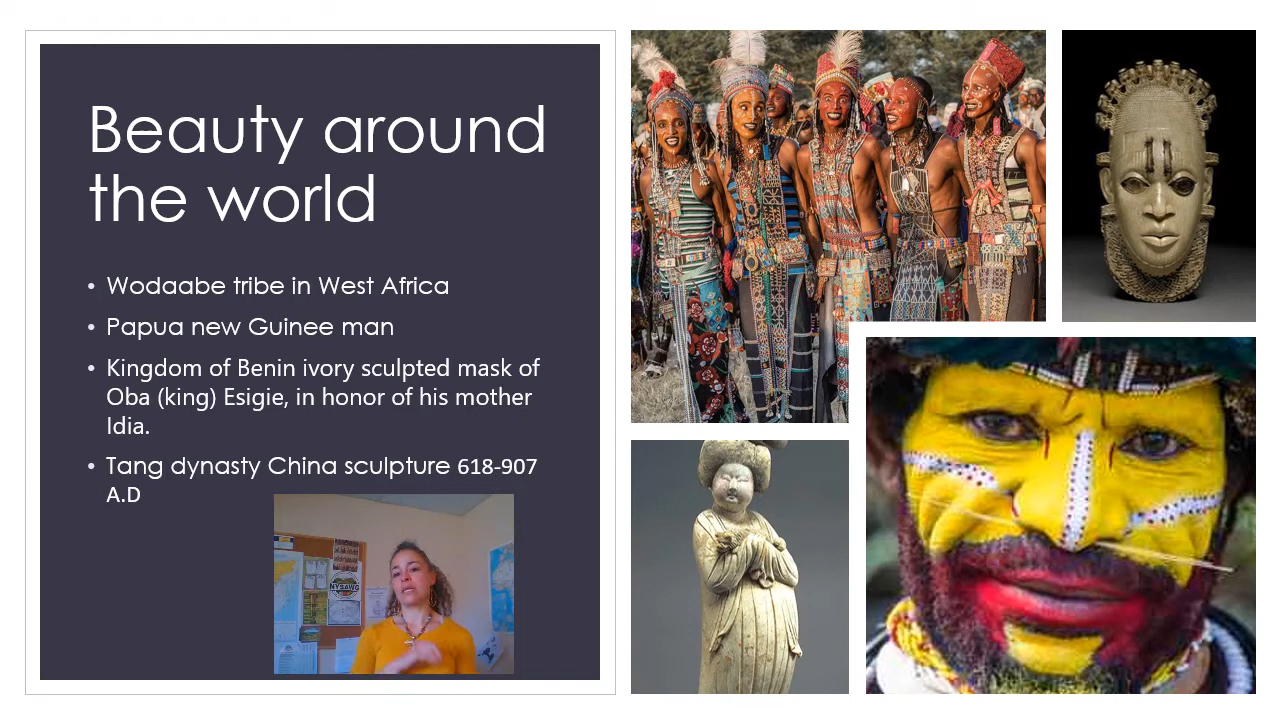 Beauty around
the world
• Wodaabe tribe in West Africa
• Papua new Guinee man
• Kingdom of Benin ivory sculpted mask of
Oba (king) Esigie, in honor of his mother
Idia.
• Tang dynasty China sculpture 618-907
A.D
NYSAWG